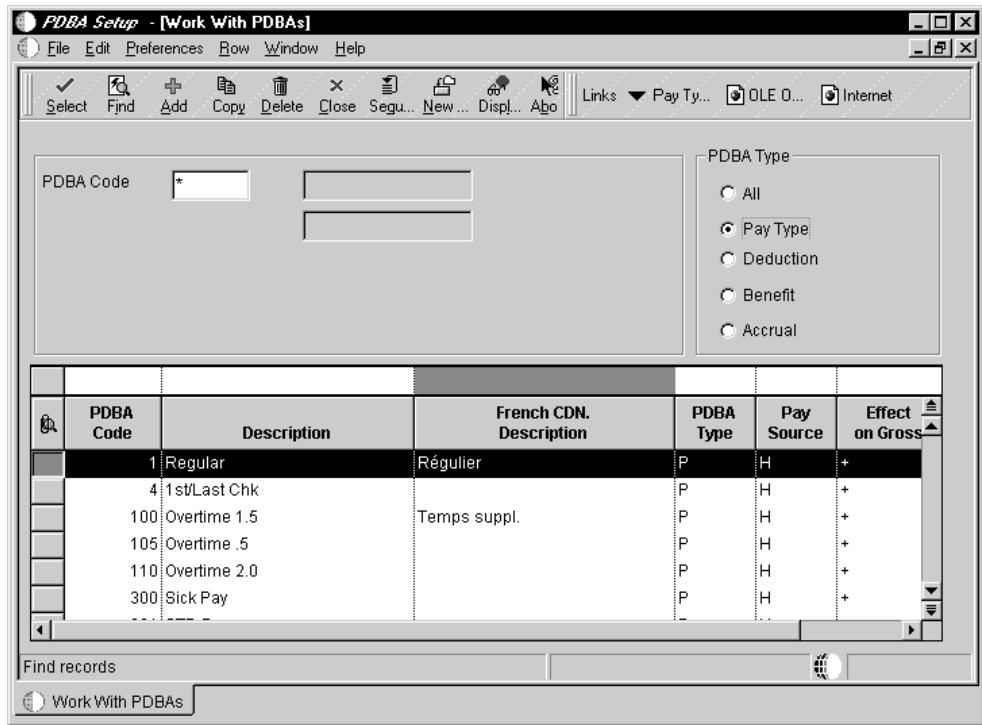 PDBA Setup - [Work With PDBAs]
File Edit Preferences Row Window Help
Select Find Add Copy Delete Close Sequ... New ... Displ... Abo Links Pay Ty... OLE O... Internet
PDBA Type
PDBA Code *
All
Pay Type
Deduction
Benefit
Accrual
PDBA Code Description French CDN. Description PDBA Type Pay Source Effect on Gross
1 Regular Régulier P H +
4 1st/Last Chk P H +
100 Overtime 1.5 Temps suppl. P H +
105 Overtime .5 P H +
110 Overtime 2.0 P H +
300 Sick Pay P H +
Find records
Work With PDBAs